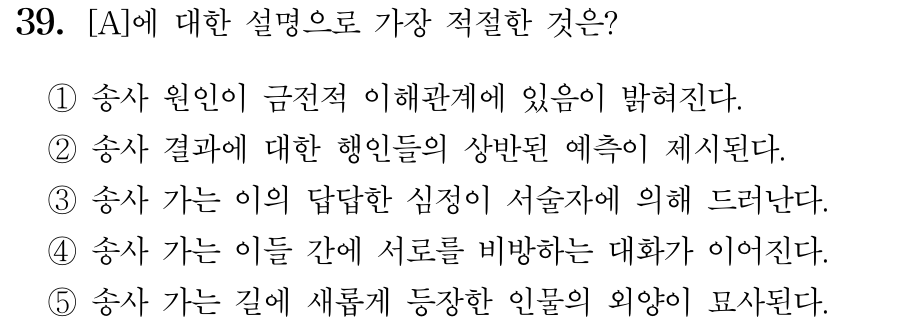 39. [A]에 대한 설명으로 가장 적절한 것은?
① 송사 원인이 금전적 이해관계에 있음이 밝혀진다.
② 송사 결과에 대한 행인들의 상반된 예측이 제시된다.
③ 송사 가는 이의 답답한 심정이 서술자에 의해 드러난다.
④ 송사 가는 이들 간에 서로를 비방하는 대화가 이어진다.
⑤ 송사 가는 길에 새롭게 등장한 인물의 외양이 묘사된다.